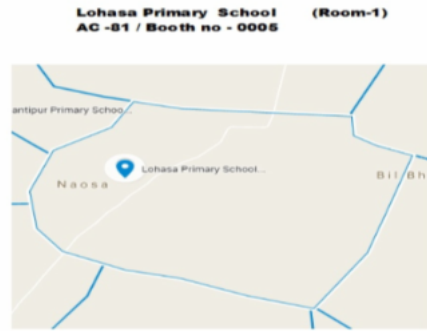 Lohasa Primary School (Room-1)
AC -81 / Booth no - 0005
antipur Primary Schoo...
Lohasa Primary School...
Naosa
Bil Bh